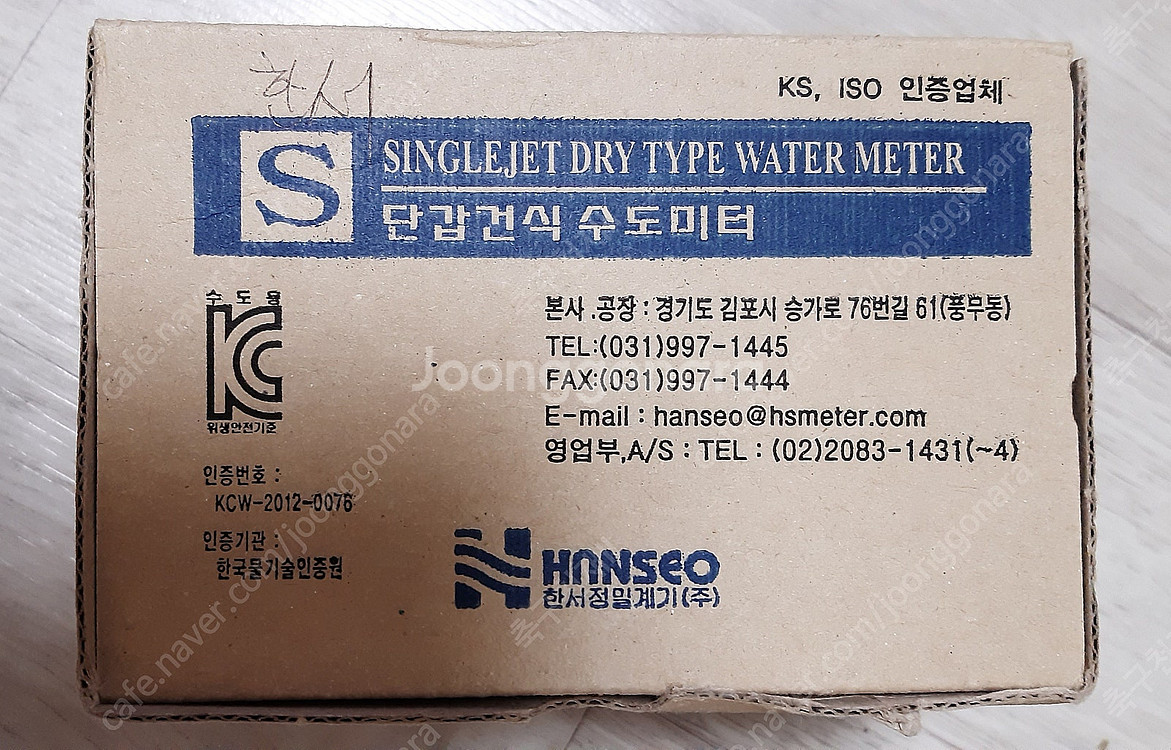 한서
KS, ISO 인증업체
S
SINGLEJET DRY TYPE WATER METER
단갑건식 수도미터
수 도 용
KC
위생안전기준
인증번호 :
KCW-2012-0076
인증기관 :
한국물기술인증원
본사.공장 : 경기도 김포시 승가로 76번길 61(풍무동)
TEL:(031)997-1445
FAX:(031)997-1444
E-mail : hanseo@hsmeter.com
영업부,A/S : TEL : (02)2083-1431(~4)
HANSEO
한서정밀계기(주)
Joonggonara
cafe.naver.com/joonggonara